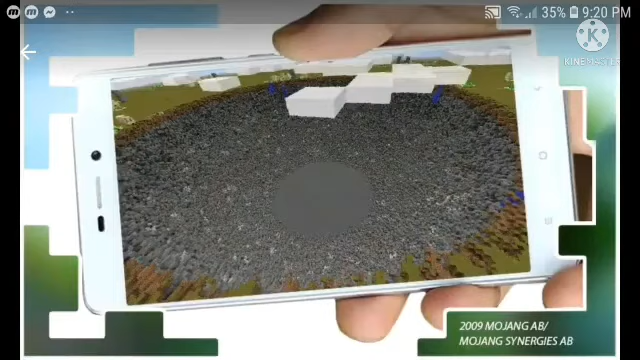 35% 9:20 PM
KINEMASTER
2009 MOJANG AB/
MOJANG SYNERGIES AB